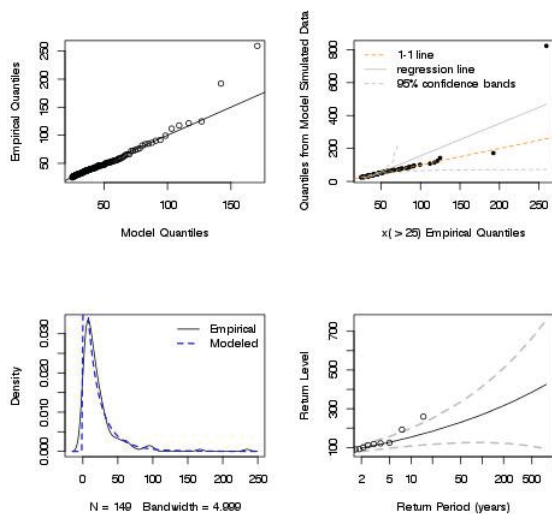 Empirical Quantiles
250
200
150
100
50
50 100 150
Model Quantiles
Quantiles from Model Simulated Data
800
600
400
200
0
1-1 line
regression line
95% confidence bands
50 100 150 200 250
x( > 25) Empirical Quantiles
Density
0.030
0.020
0.010
0.000
Empirical
Modeled
0 50 100 150 200 250
N = 149 Bandwidth = 4.999
Return Level
700
500
300
100
2 5 10 50 200 500
Return Period (years)